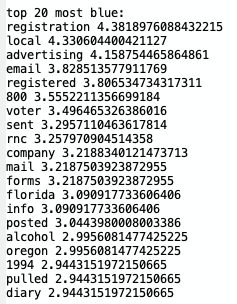 top 20 most blue:
registration 4.3818976088432215
local 4.330604400421127
advertising 4.158754465864861
email 3.828513577911769
registered 3.806534734317311
800 3.5552211356699184
voter 3.496465326386016
sent 3.2957110463617814
rnc 3.257970904514358
company 3.2188340121473713
mail 3.2187503923872955
forms 3.2187503923872955
florida 3.090917733606406
info 3.090917733606406
posted 3.0443980008003386
alcohol 2.9956081477425225
oregon 2.9956081477425225
1994 2.9443151972150665
pulled 2.9443151972150665
diary 2.9443151972150665